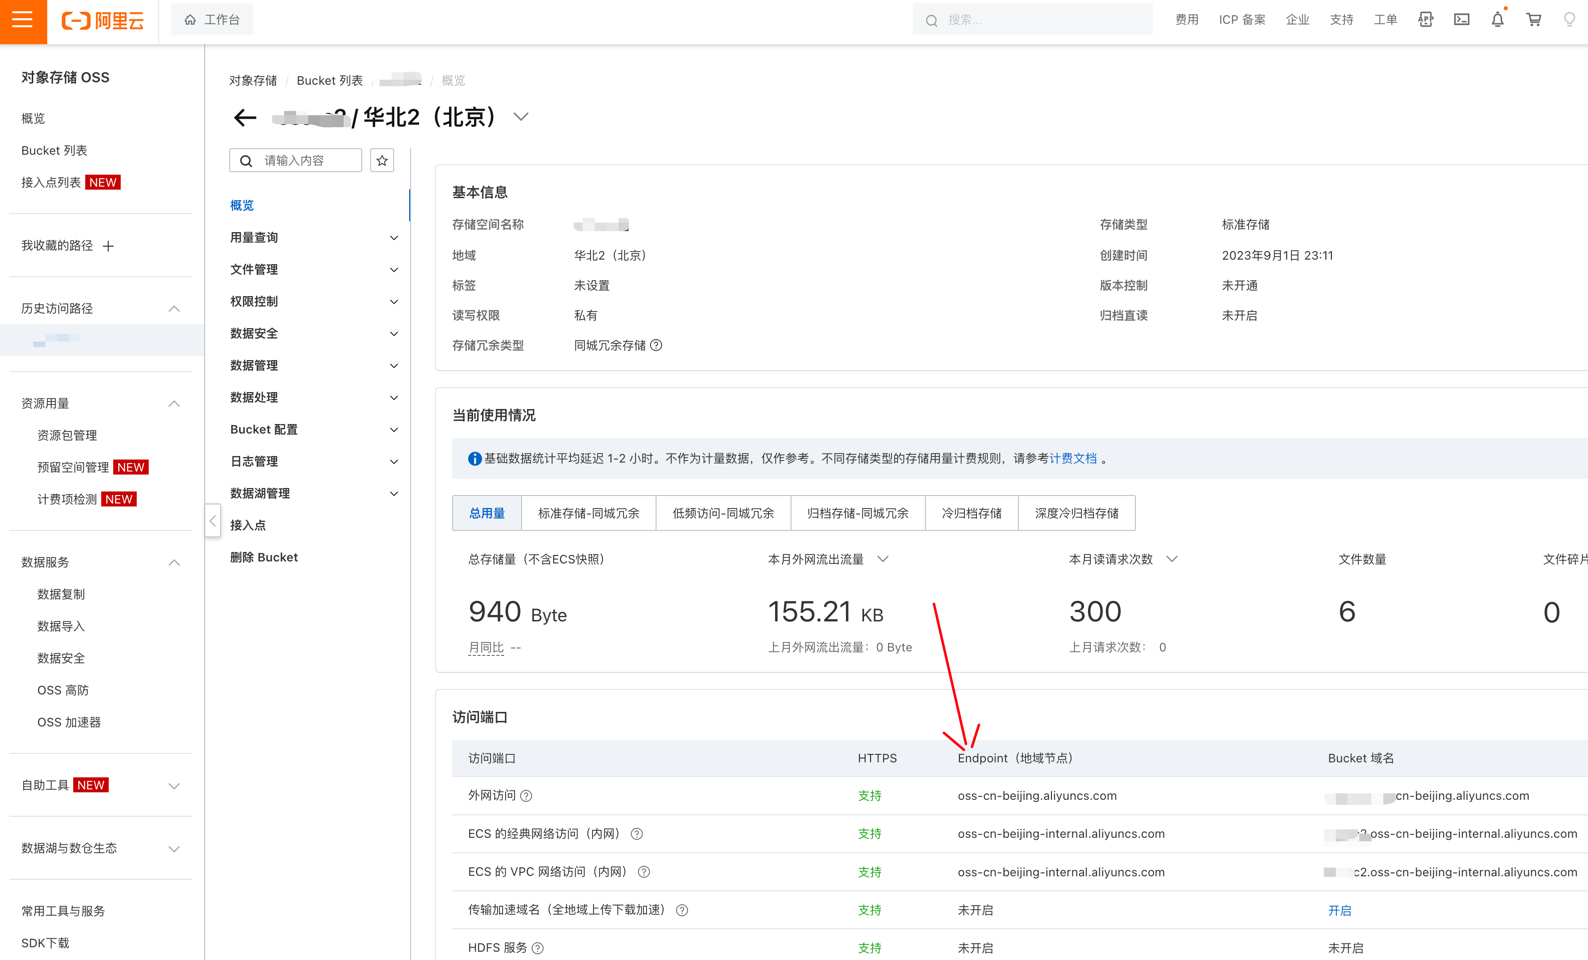 阿里云
工作台
搜索...
费用
ICP 备案
企业
支持
工单
APP
对象存储 OSS
概览
Bucket 列表
接入点列表 NEW
我收藏的路径
历史访问路径
资源用量
资源包管理
预留空间管理 NEW
计费项检测 NEW
数据服务
数据复制
数据导入
数据安全
OSS 高防
OSS 加速器
自助工具 NEW
数据湖与数仓生态
常用工具与服务
SDK下载
对象存储 / Bucket 列表 / / 概览
/ 华北2（北京）
请输入内容
概览
用量查询
文件管理
权限控制
数据安全
数据管理
数据处理
Bucket 配置
日志管理
数据湖管理
接入点
删除 Bucket
基本信息
存储空间名称
存储类型 标准存储
地域 华北2（北京）
创建时间 2023年9月1日 23:11
标签 未设置
版本控制 未开通
读写权限 私有
归档直读 未开启
存储冗余类型 同城冗余存储
当前使用情况
基础数据统计平均延迟 1-2 小时。不作为计量数据，仅作参考。不同存储类型的存储用量计费规则，请参考计费文档 。
总用量 标准存储-同城冗余 低频访问-同城冗余 归档存储-同城冗余 冷归档存储 深度冷归档存储
总存储量（不含ECS快照） 本月外网流出流量 本月读请求次数 文件数量 文件碎片
940 Byte 155.21 KB 300 6 0
月同比 -- 上月外网流出流量：0 Byte 上月请求次数： 0
访问端口
访问端口 HTTPS Endpoint（地域节点） Bucket 域名
外网访问 支持 oss-cn-beijing.aliyuncs.com cn-beijing.aliyuncs.com
ECS 的经典网络访问（内网） 支持 oss-cn-beijing-internal.aliyuncs.com .oss-cn-beijing-internal.aliyuncs.com
ECS 的 VPC 网络访问（内网） 支持 oss-cn-beijing-internal.aliyuncs.com c2.oss-cn-beijing-internal.aliyuncs.com
传输加速域名（全地域上传下载加速） 支持 未开启 开启
HDFS 服务 支持 未开启 未开启